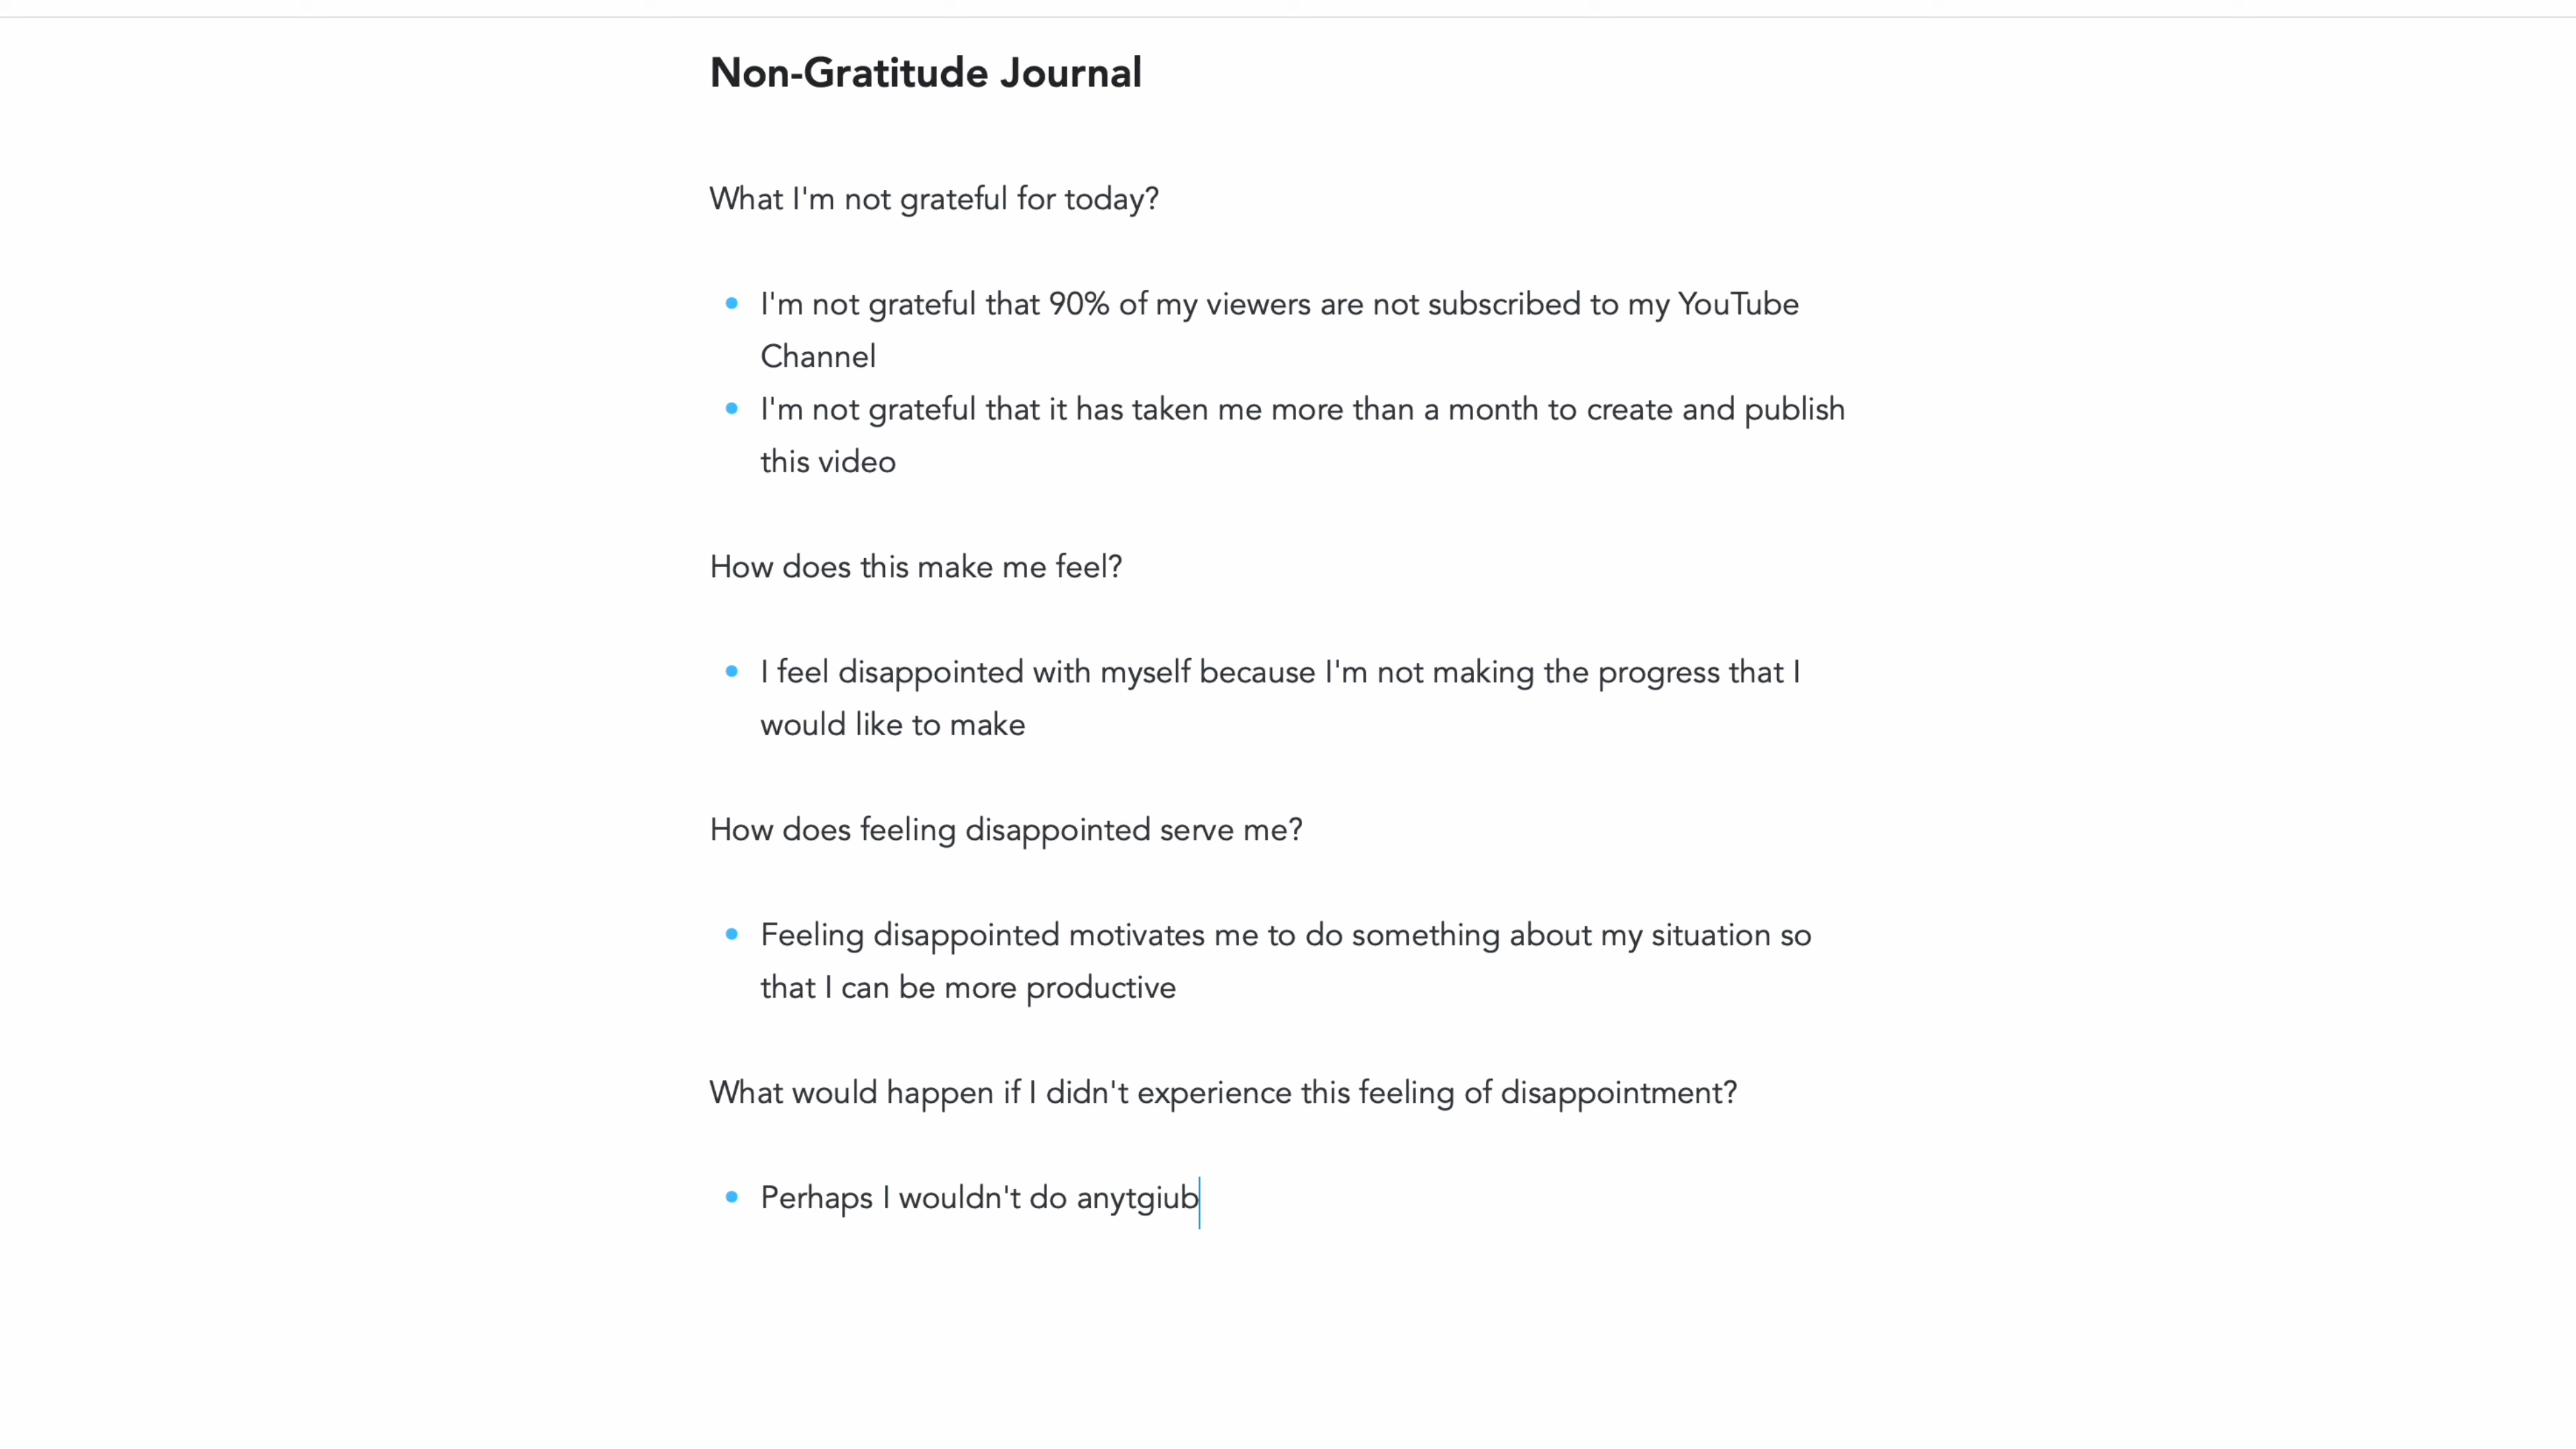 Non-Gratitude Journal
What I'm not grateful for today?
I'm not grateful that 90% of my viewers are not subscribed to my YouTube
Channel
I'm not grateful that it has taken me more than a month to create and publish
this video
How does this make me feel?
I feel disappointed with myself because I'm not making the progress that I
would like to make
How does feeling disappointed serve me?
Feeling disappointed motivates me to do something about my situation so
that I can be more productive
What would happen if I didn't experience this feeling of disappointment?
Perhaps I wouldn't do anytgiub